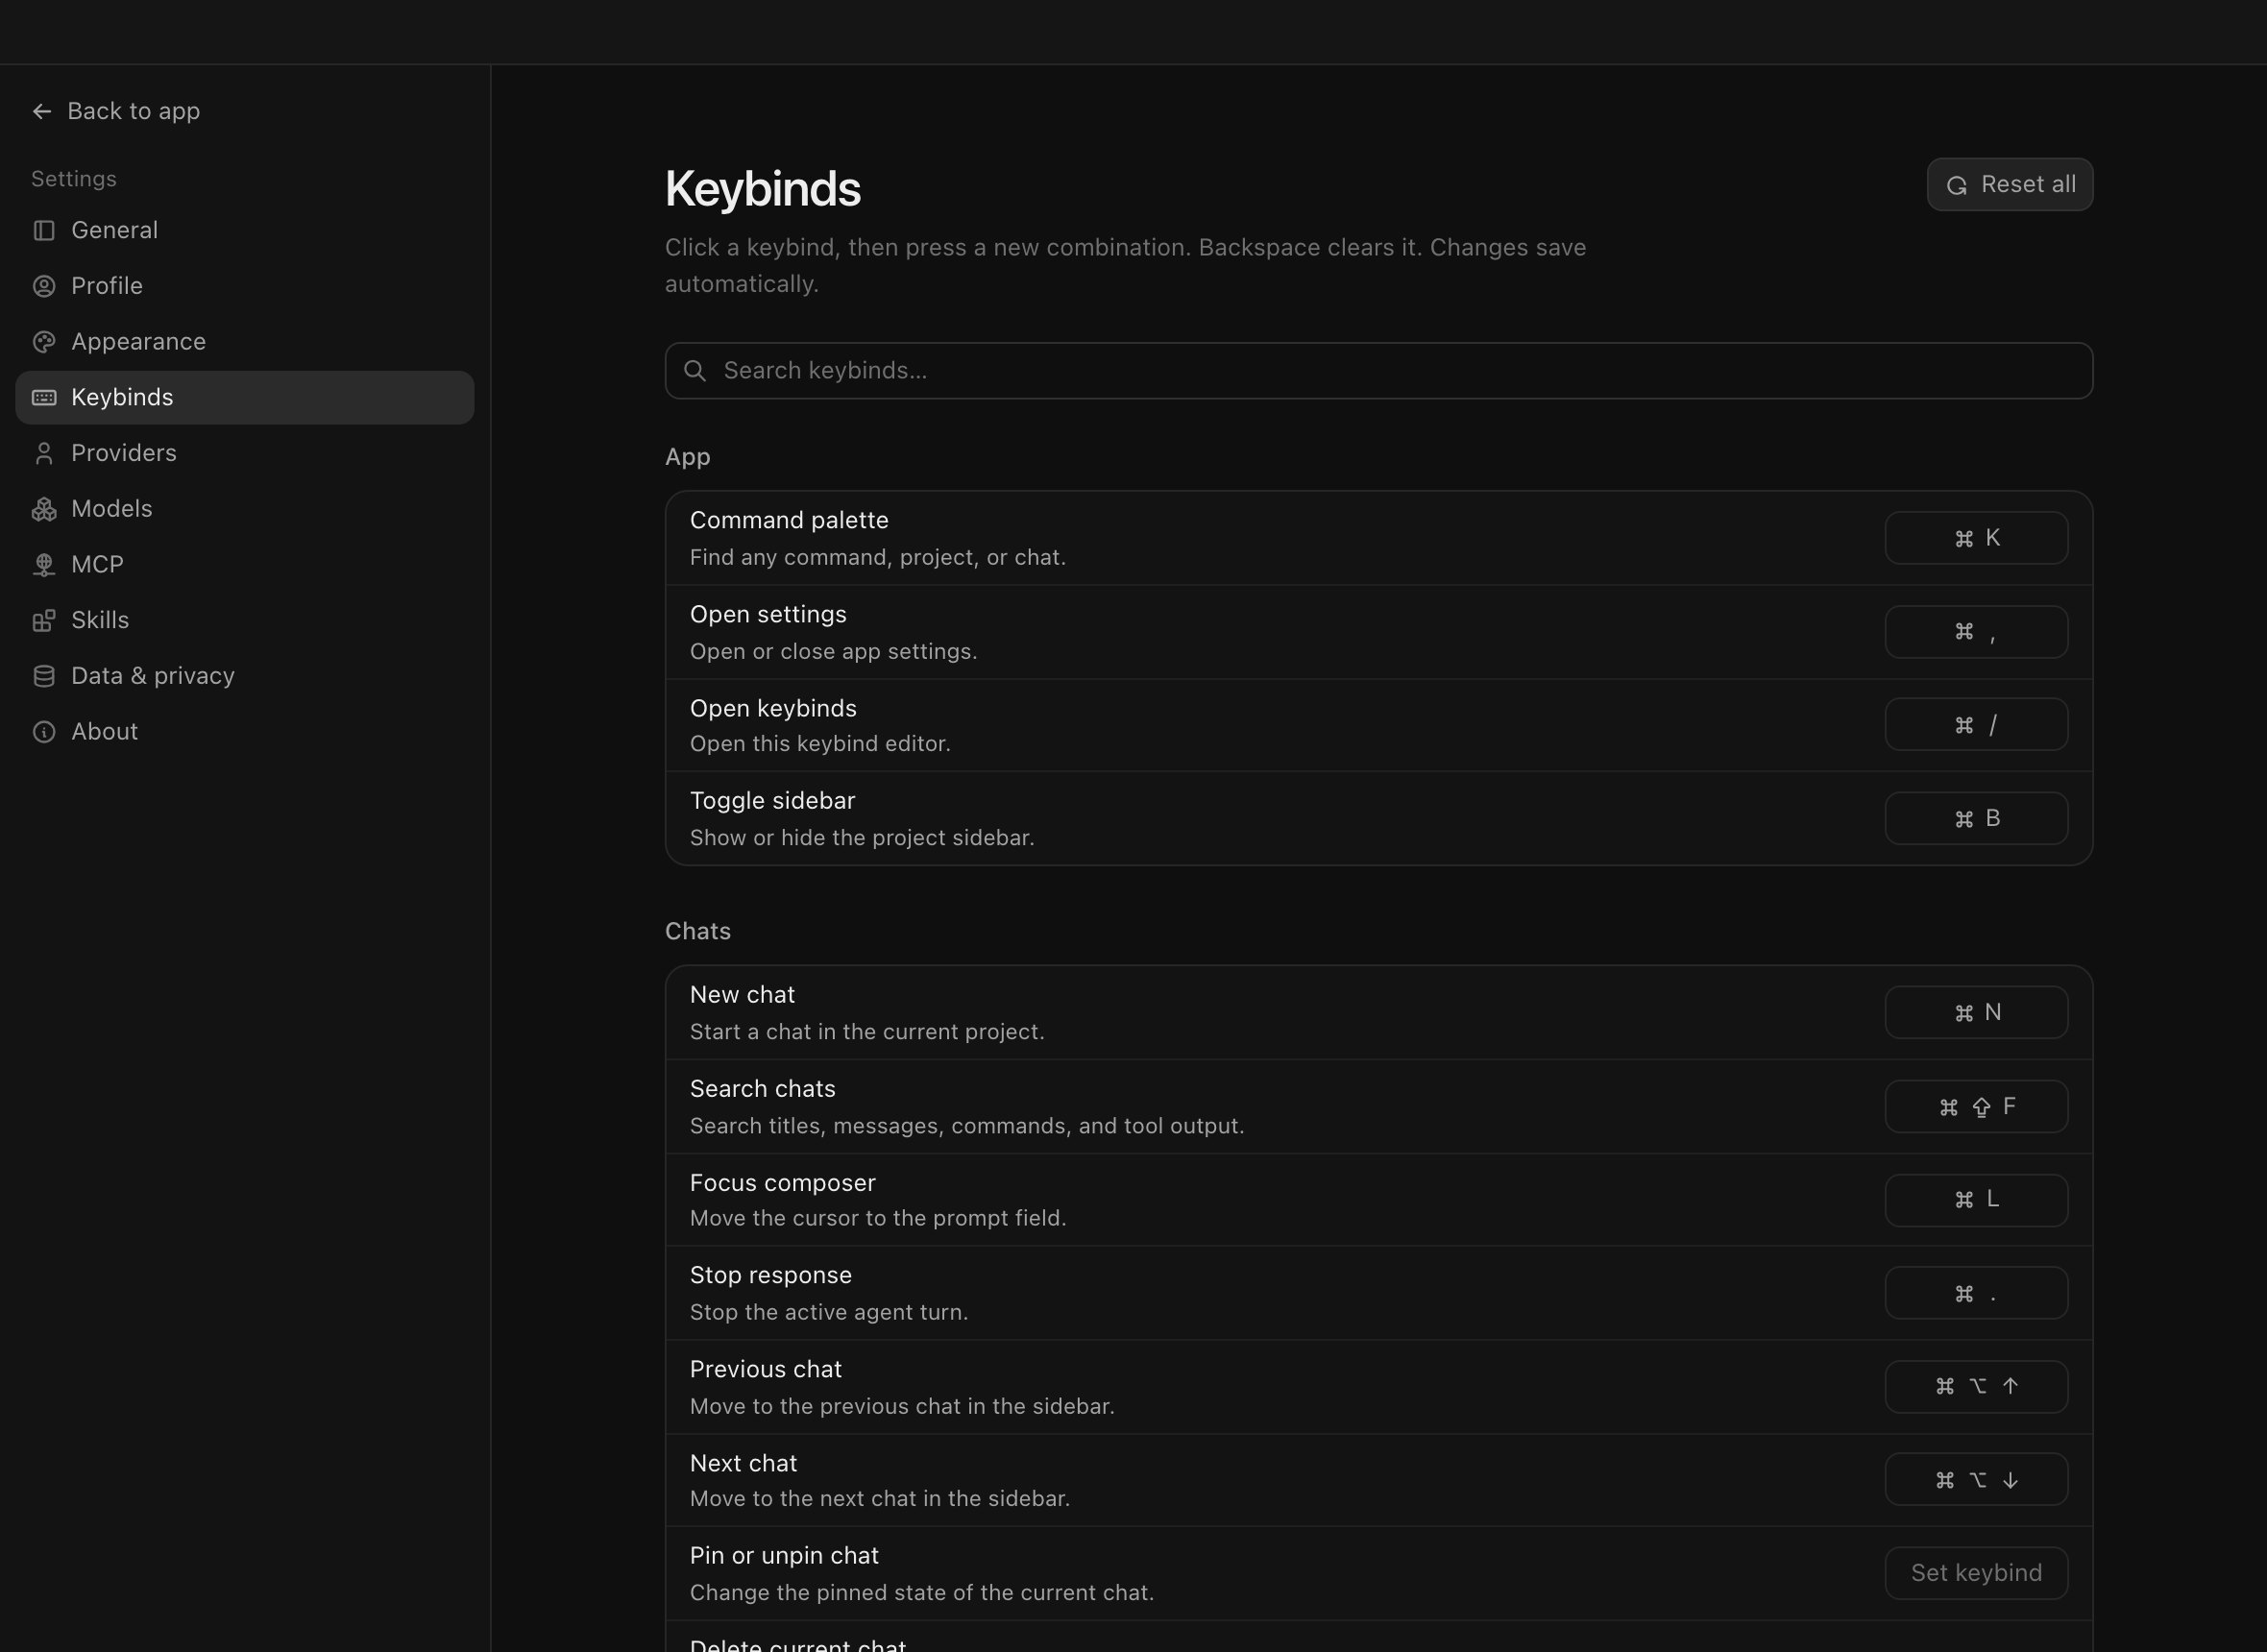 Back to app
Settings
General
Profile
Appearance
Keybinds
Providers
Models
MCP
Skills
Data & privacy
About
Keybinds
Reset all
Click a keybind, then press a new combination. Backspace clears it. Changes save
automatically.
Search keybinds...
App
Command palette
⌘ K
Find any command, project, or chat.
Open settings
⌘ ,
Open or close app settings.
Open keybinds
⌘ /
Open this keybind editor.
Toggle sidebar
⌘ B
Show or hide the project sidebar.
Chats
New chat
⌘ N
Start a chat in the current project.
Search chats
⌘ ⇧ F
Search titles, messages, commands, and tool output.
Focus composer
⌘ L
Move the cursor to the prompt field.
Stop response
⌘ .
Stop the active agent turn.
Previous chat
⌘ ⌥ ↑
Move to the previous chat in the sidebar.
Next chat
⌘ ⌥ ↓
Move to the next chat in the sidebar.
Pin or unpin chat
Set keybind
Change the pinned state of the current chat.
Delete current chat